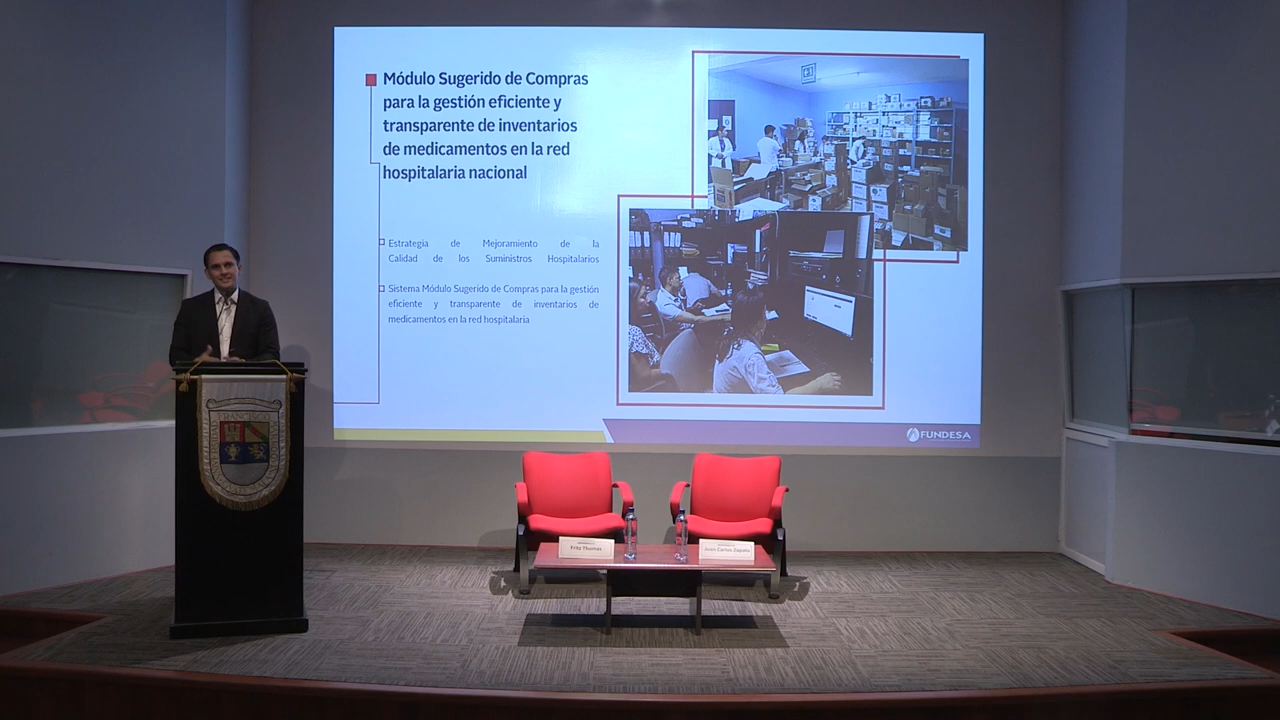 Módulo Sugerido de Compras
para la gestión eficiente y
transparente de inventarios
de medicamentos en la red
hospitalaria nacional
Estrategia de Mejoramiento de la
Calidad de los Suministros Hospitalarios
Sistema Módulo Sugerido de Compras para la gestión
eficiente y transparente de inventarios de
medicamentos en la red hospitalaria
FUNDESA
FRANCISCO
Fritz Thomas
Juan Carlos Zapata